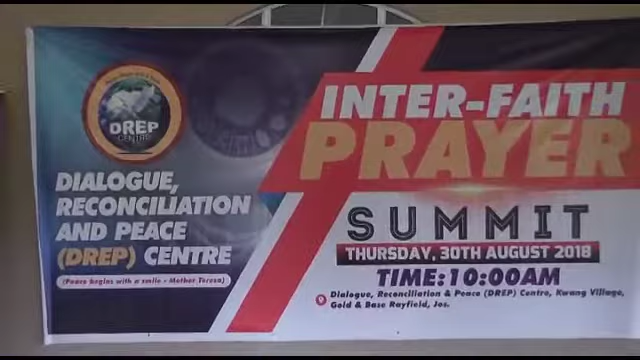 DREP
CENTRE
DIALOGUE,
RECONCILIATION
AND PEACE
(DREP) CENTRE
(Peace begins with a smile - Mother Teresa)
INTER-FAITH
PRAYER
SUMMIT
THURSDAY, 30TH AUGUST 2018
TIME:10:00AM
Dialogue, Reconciliation & Peace (DREP) Centre, Kwang Village,
Gold & Base Rayfield, Jos.